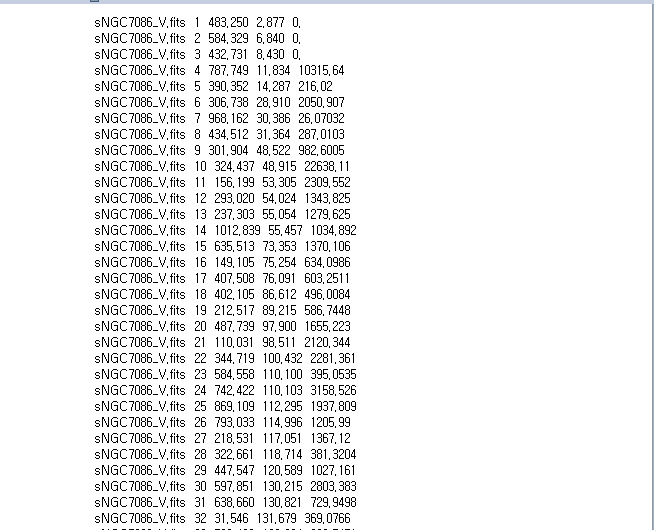 sNGC7086_V.fits 1 483.250 2.877 0.
sNGC7086_V.fits 2 584.329 6.840 0.
sNGC7086_V.fits 3 432.731 8.430 0.
sNGC7086_V.fits 4 787.749 11.834 10315.64
sNGC7086_V.fits 5 390.352 14.287 216.02
sNGC7086_V.fits 6 306.738 28.910 2050.907
sNGC7086_V.fits 7 968.162 30.386 26.07032
sNGC7086_V.fits 8 434.512 31.364 287.0103
sNGC7086_V.fits 9 301.904 48.522 982.6005
sNGC7086_V.fits 10 324.437 48.915 22638.11
sNGC7086_V.fits 11 156.199 53.305 2309.552
sNGC7086_V.fits 12 293.020 54.024 1343.825
sNGC7086_V.fits 13 237.303 55.054 1279.625
sNGC7086_V.fits 14 1012.839 55.457 1034.892
sNGC7086_V.fits 15 635.513 73.353 1370.106
sNGC7086_V.fits 16 149.105 75.254 634.0986
sNGC7086_V.fits 17 407.508 76.091 603.2511
sNGC7086_V.fits 18 402.105 86.612 496.0084
sNGC7086_V.fits 19 212.517 89.215 586.7448
sNGC7086_V.fits 20 487.739 97.900 1655.223
sNGC7086_V.fits 21 110.031 98.511 2120.344
sNGC7086_V.fits 22 344.719 100.432 2281.361
sNGC7086_V.fits 23 584.558 110.100 395.0535
sNGC7086_V.fits 24 742.422 110.103 3158.526
sNGC7086_V.fits 25 869.109 112.295 1937.809
sNGC7086_V.fits 26 793.033 114.996 1205.99
sNGC7086_V.fits 27 218.531 117.051 1367.12
sNGC7086_V.fits 28 322.661 118.714 381.3204
sNGC7086_V.fits 29 447.547 120.589 1027.161
sNGC7086_V.fits 30 597.851 130.215 2803.383
sNGC7086_V.fits 31 638.660 130.821 729.9498
sNGC7086_V.fits 32 31.546 131.679 369.0766